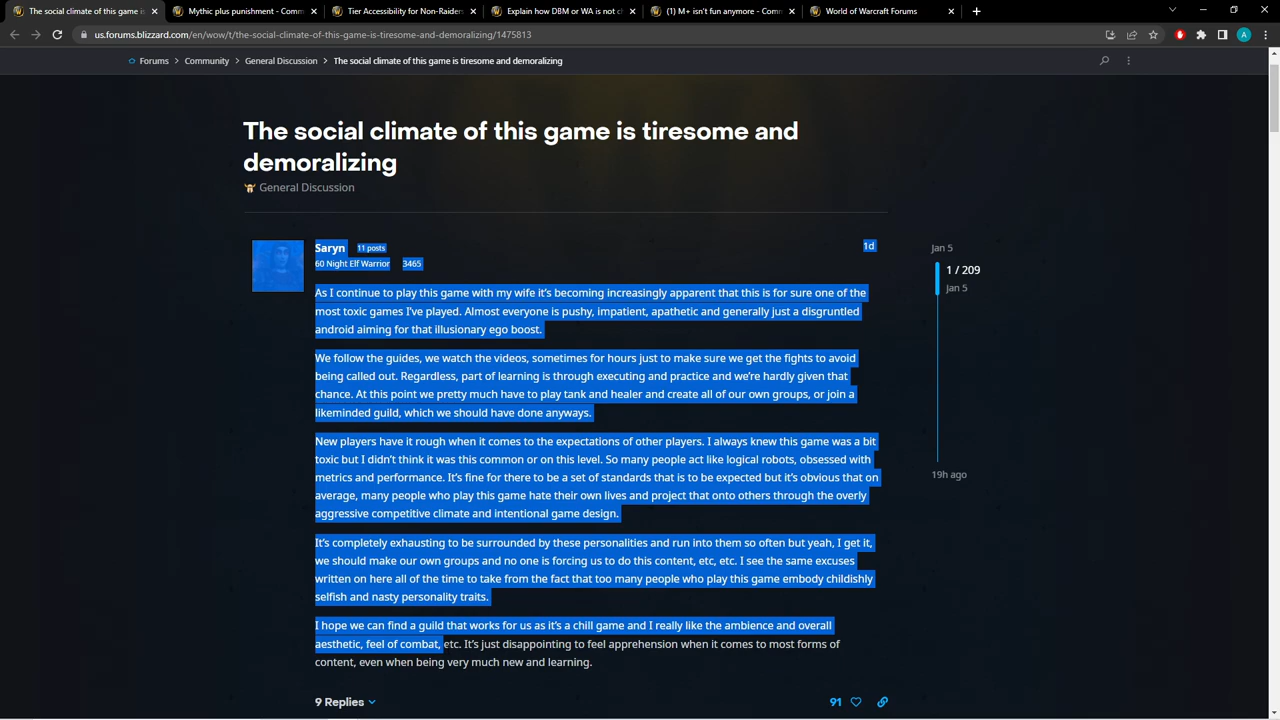 The social climate of this game is
Mythic plus punishment - Comm
Tier Accessibility for Non-Raiders
Explain how DBM or WA is not ch
(1) M+ isn't fun anymore - Comm
World of Warcraft Forums
us.forums.blizzard.com/en/wow/t/the-social-climate-of-this-game-is-tiresome-and-demoralizing/1475813
A
Forums > Community > General Discussion > The social climate of this game is tiresome and demoralizing
The social climate of this game is tiresome and
demoralizing
General Discussion
Saryn 11 posts 1d
60 Night Elf Warrior 3465
As I continue to play this game with my wife it's becoming increasingly apparent that this is for sure one of the
most toxic games I've played. Almost everyone is pushy, impatient, apathetic and generally just a disgruntled
android aiming for that illusionary ego boost.
We follow the guides, we watch the videos, sometimes for hours just to make sure we get the fights to avoid
being called out. Regardless, part of learning is through executing and practice and we're hardly given that
chance. At this point we pretty much have to play tank and healer and create all of our own groups, or join a
likeminded guild, which we should have done anyways.
New players have it rough when it comes to the expectations of other players. I always knew this game was a bit
toxic but I didn't think it was this common or on this level. So many people act like logical robots, obsessed with
metrics and performance. It's fine for there to be a set of standards that is to be expected but it's obvious that on
average, many people who play this game hate their own lives and project that onto others through the overly
aggressive competitive climate and intentional game design.
It's completely exhausting to be surrounded by these personalities and run into them so often but yeah, I get it,
we should make our own groups and no one is forcing us to do this content, etc, etc. I see the same excuses
written on here all of the time to take from the fact that too many people who play this game embody childishly
selfish and nasty personality traits.
I hope we can find a guild that works for us as it's a chill game and I really like the ambience and overall
aesthetic, feel of combat, etc. It's just disappointing to feel apprehension when it comes to most forms of
content, even when being very much new and learning.
9 Replies
91
Jan 5
1 / 209
Jan 5
19h ago